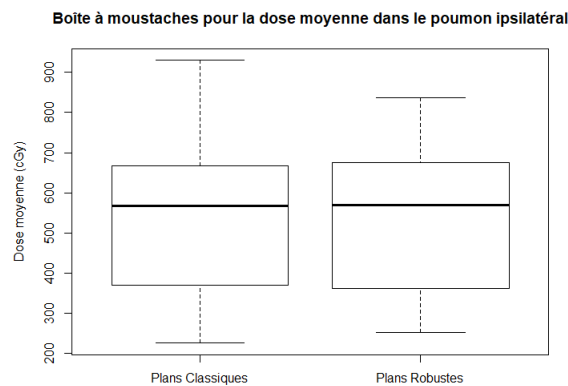 Boîte à moustaches pour la dose moyenne dans le poumon ipsilatéral
Dose moyenne (cGy)
900
800
700
600
500
400
300
200
Plans Classiques
Plans Robustes